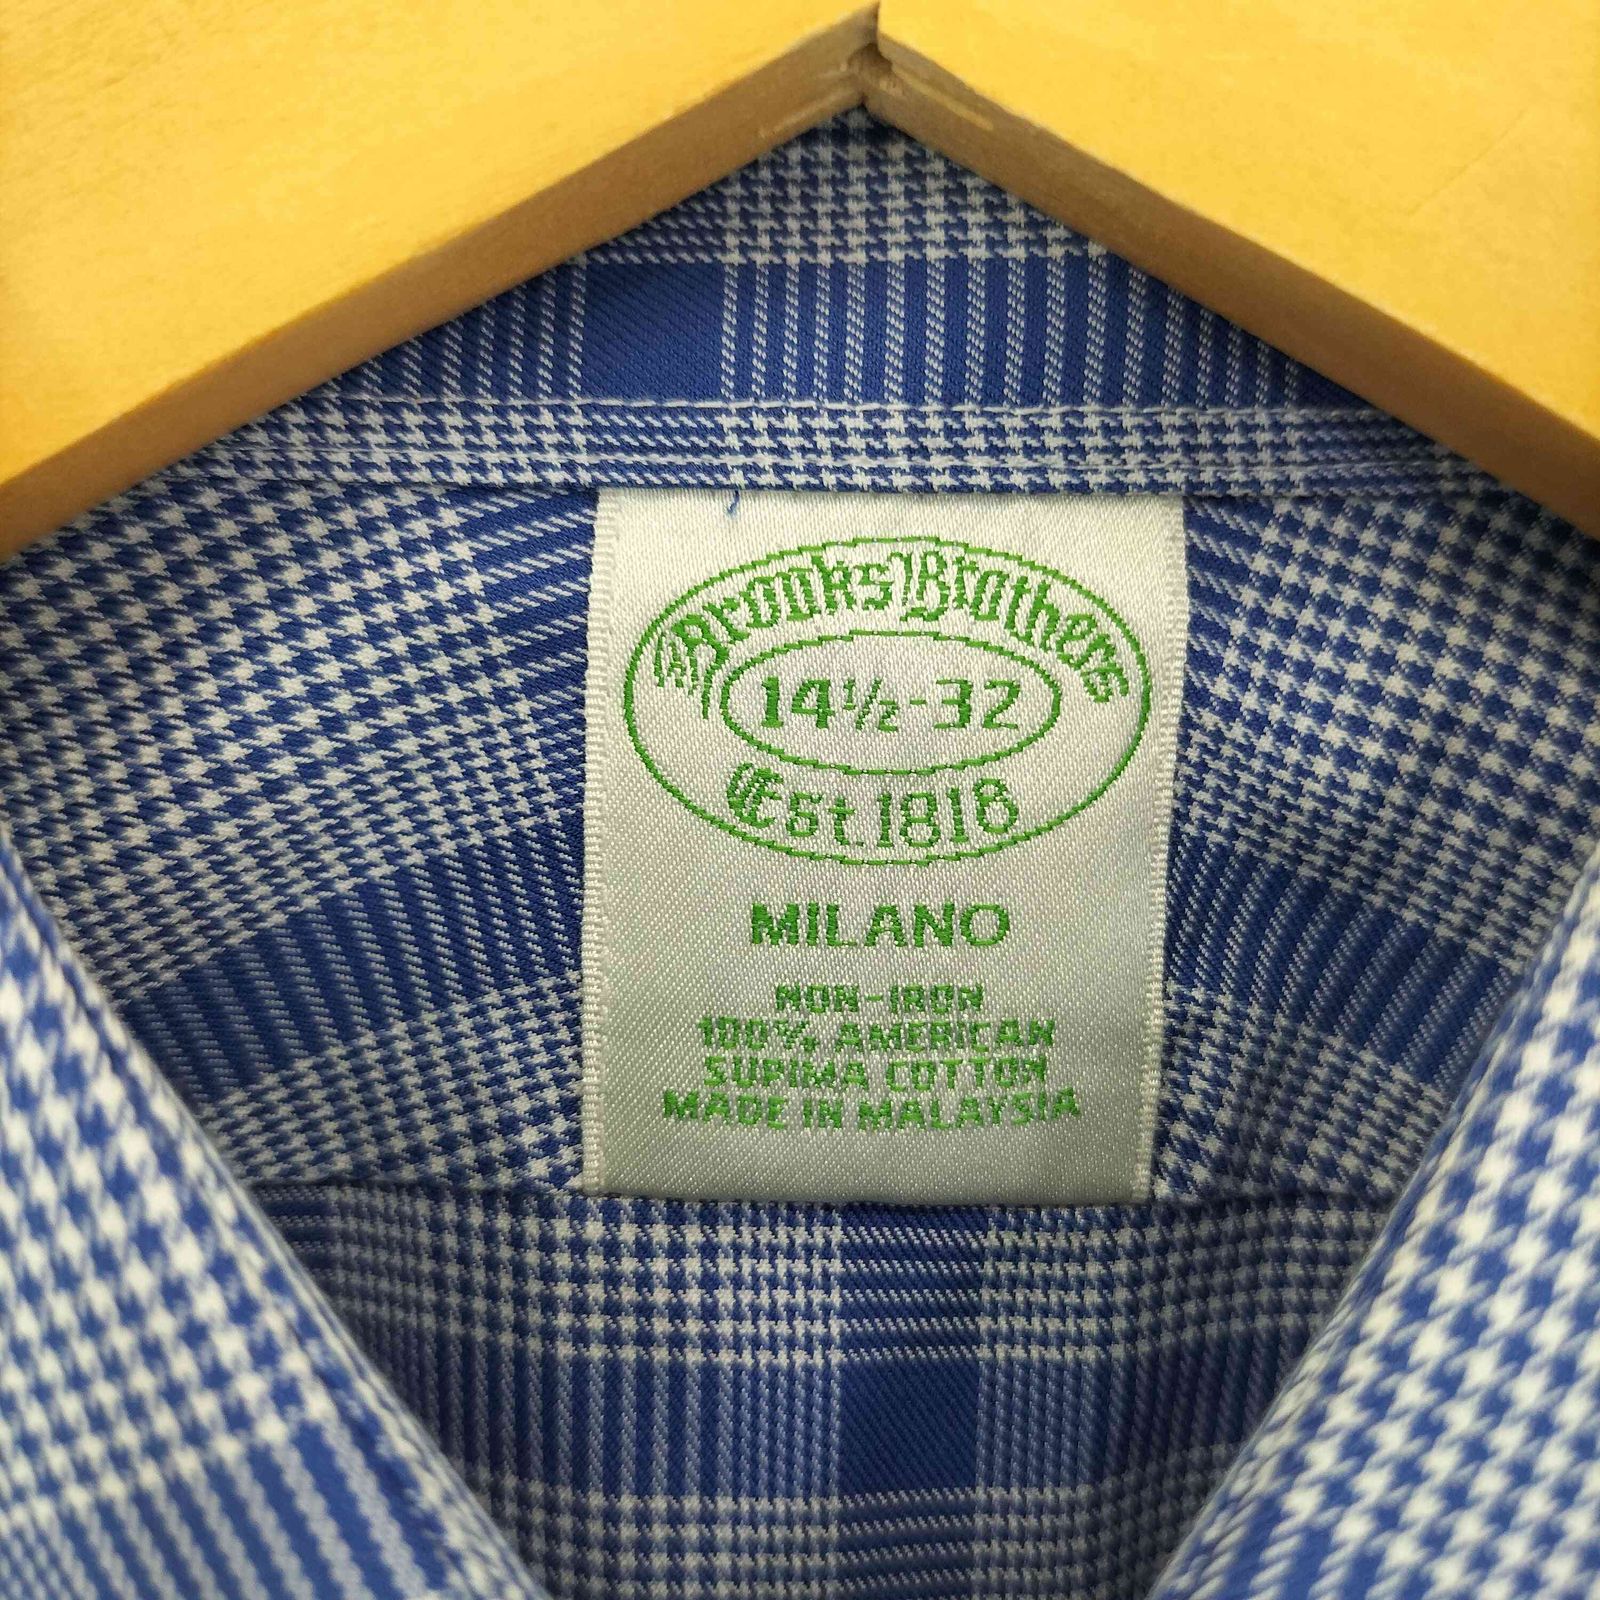 Brooks Brothers
14½-32
Est. 1818
MILANO
NON-IRON
100% AMERICAN
SUPIMA COTTON
MADE IN MALAYSIA